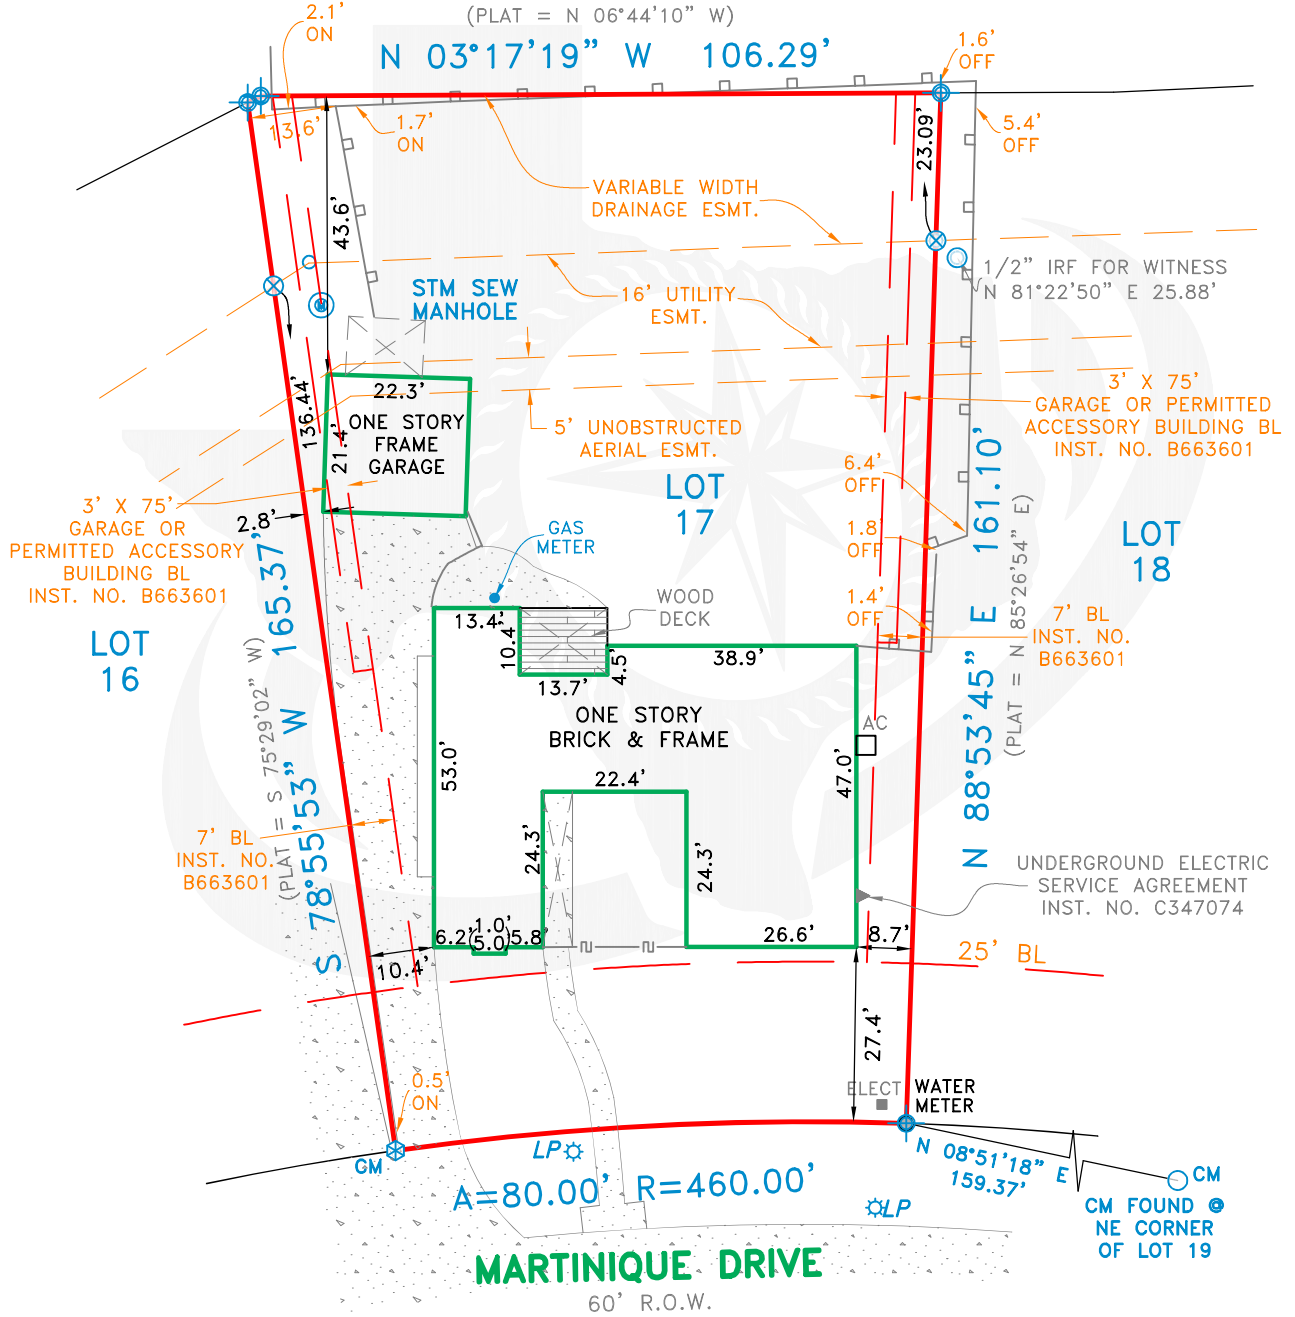 (PLAT = N 06°44'10" W)
N 03°17'19" W 106.29'
2.1'
ON
1.6'
OFF
13.6'
1.7'
ON
5.4'
OFF
23.09'
43.6'
VARIABLE WIDTH
DRAINAGE ESMT.
1/2" IRF FOR WITNESS
N 81°22'50" E 25.88'
STM SEW
MANHOLE
16' UTILITY
ESMT.
136.44'
22.3'
21.4'
ONE STORY
FRAME
GARAGE
5' UNOBSTRUCTED
AERIAL ESMT.
3' X 75'
GARAGE OR PERMITTED
ACCESSORY BUILDING BL
INST. NO. B663601
LOT
17
6.4'
OFF
1.8'
OFF
1.4'
OFF
3' X 75'
GARAGE OR
PERMITTED ACCESSORY
BUILDING BL
INST. NO. B663601
2.8'
GAS
METER
LOT
18
LOT
16
WOOD
DECK
7' BL
INST. NO.
B663601
13.4'
10.4'
13.7'
4.5'
38.9'
ONE STORY
BRICK & FRAME
AC
53.0'
47.0'
22.4'
24.3'
24.3'
S 78°55'53" W 165.37'
(PLAT = S 75°29'02" W)
N 88°53'45" E 161.10'
(PLAT = N 85°26'54" E)
7' BL
INST. NO.
B663601
UNDERGROUND ELECTRIC
SERVICE AGREEMENT
INST. NO. C347074
6.2'
1.0'
(5.0)
5.8'
26.6'
8.7'
10.4'
25' BL
27.4'
0.5'
ON
ELECT
WATER
METER
CM
LP
A=80.00' R=460.00'
LP
N 08°51'18" E
159.37'
CM
CM FOUND @
NE CORNER
OF LOT 19
MARTINIQUE DRIVE
60' R.O.W.